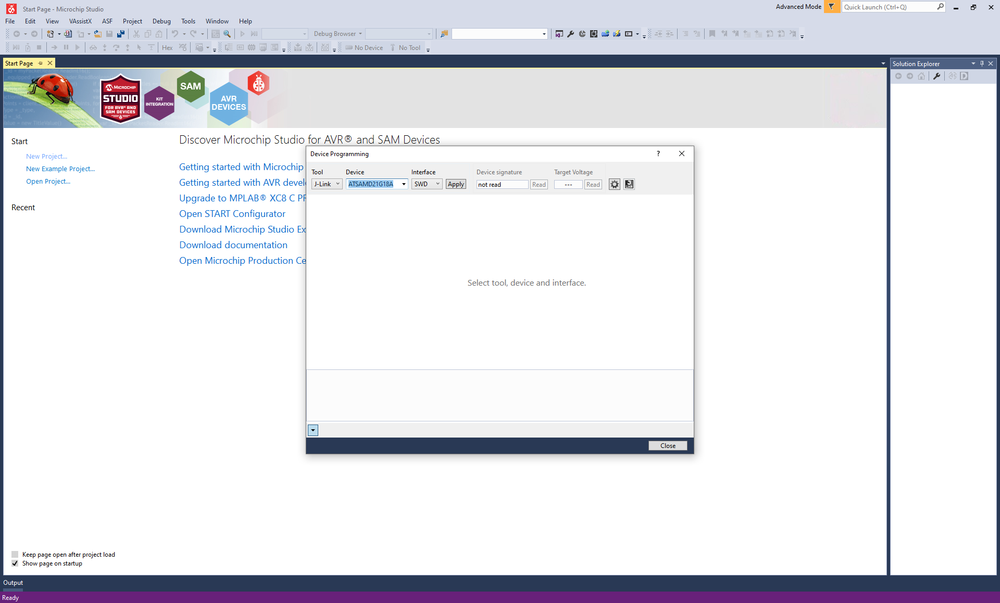 Start Page - Microchip Studio
Advanced Mode
Quick Launch (Ctrl+Q)
File Edit View VAssistX ASF Project Debug Tools Window Help
Debug Browser
Hex
No Device
No Tool
Start Page
Solution Explorer
MICROCHIP
STUDIO
FOR AVR® AND
SAM DEVICES
KIT
INTEGRATION
SAM
AVR
DEVICES
Start
New Project...
New Example Project...
Open Project...
Recent
Discover Microchip Studio for AVR® and SAM Devices
Getting started with Microchip
Getting started with AVR devel
Upgrade to MPLAB® XC8 C PR
Open START Configurator
Download Microchip Studio Ex
Download documentation
Open Microchip Production Ce
Device Programming
?
Tool Device Interface Device signature Target Voltage
J-Link ATSAMD21G18A SWD Apply not read Read --- Read
Select tool, device and interface.
Close
Keep page open after project load
Show page on startup
Output
Ready